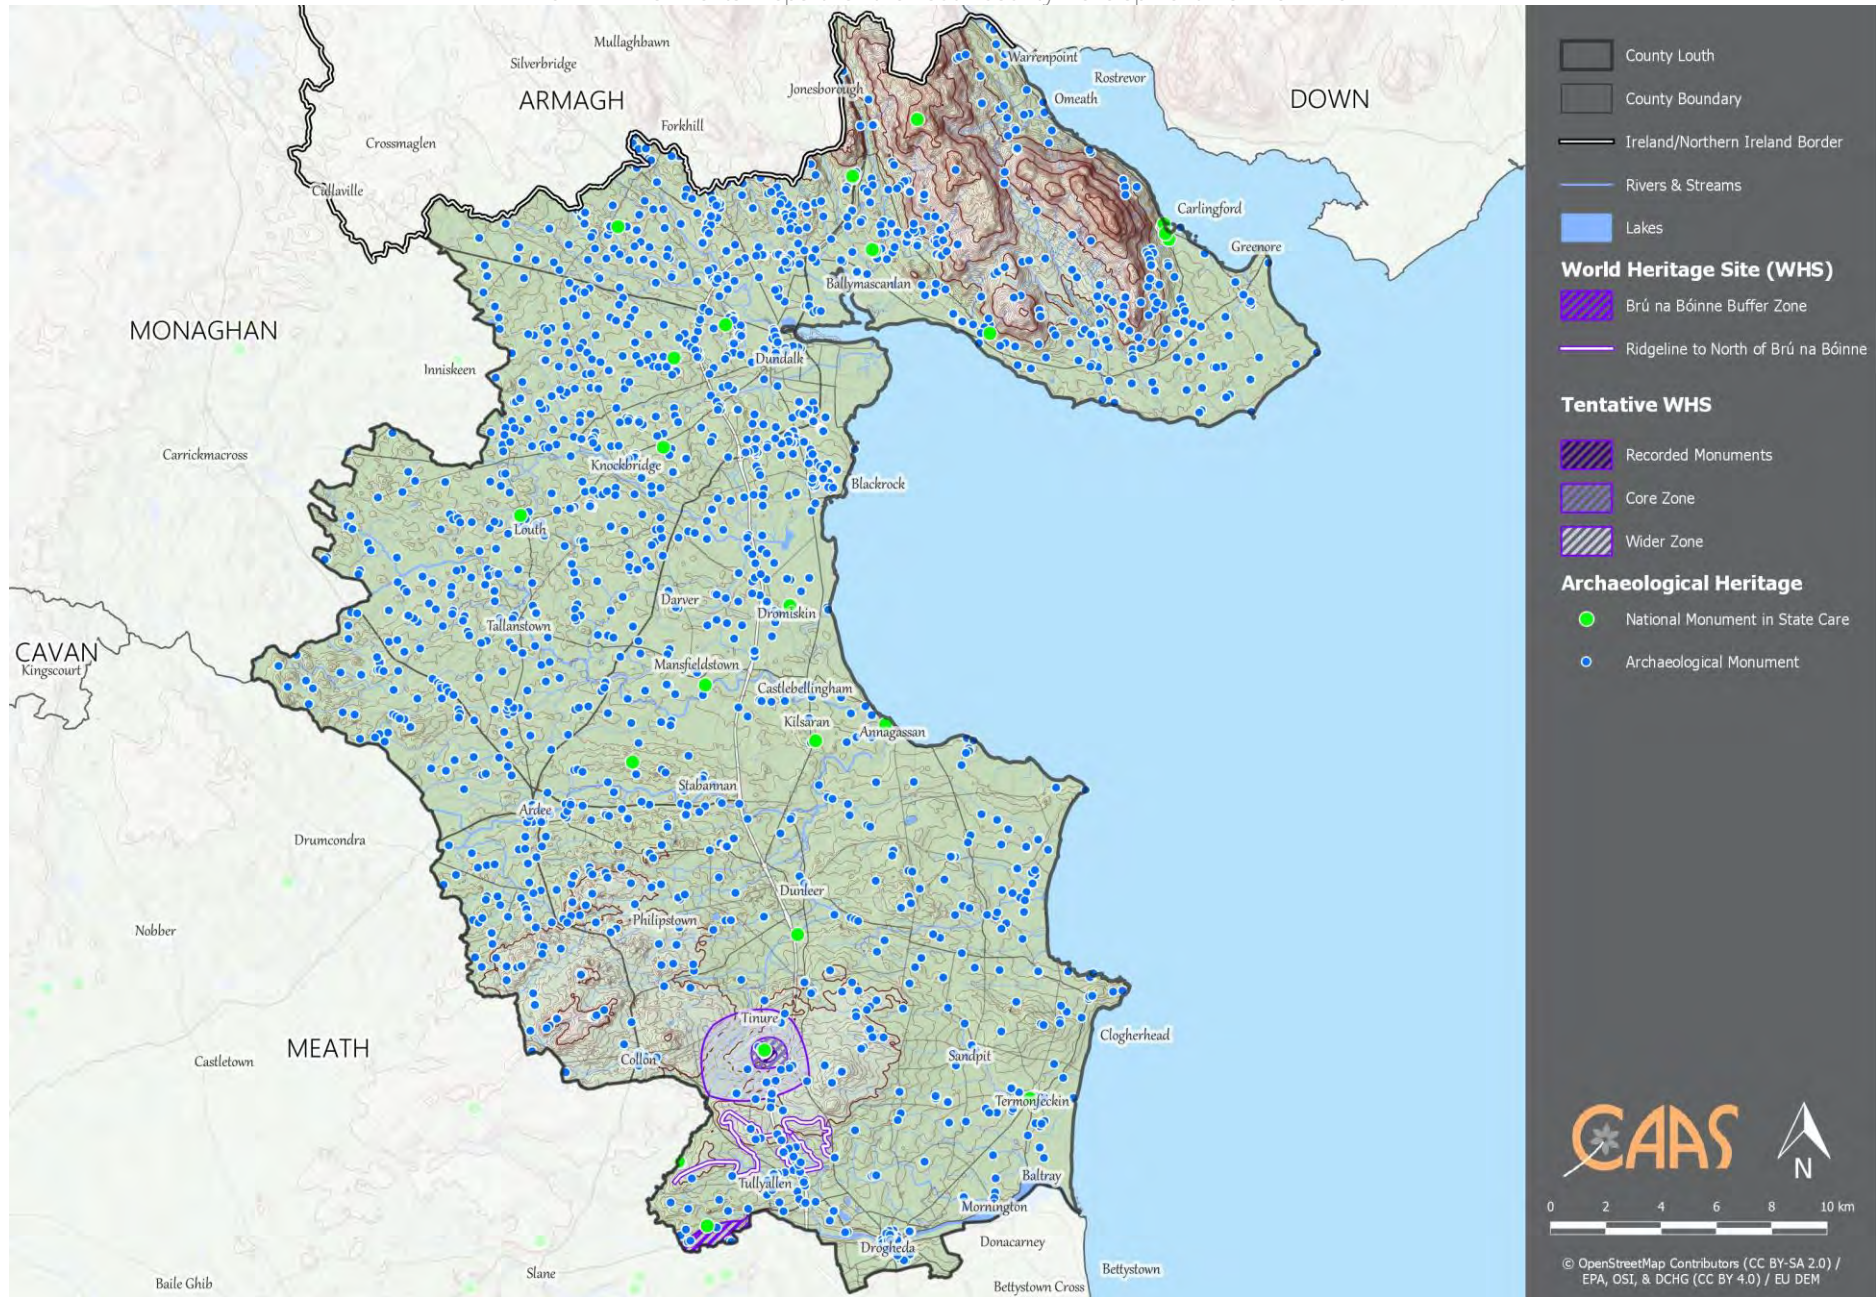 Mullaghbawn
Silverbridge
ARMAGH
Jonesborough
Forkhill
Crossmaglen
Cullaville
Warrenpoint
Rostrevor
Omeath
DOWN
Carlingford
Greenore
Ballymascanlan
MONAGHAN
Inniskeen
Dundalk
Carrickmacross
Knockbridge
Blackrock
Louth
Darver
Dromiskin
Tallanstown
CAVAN
Kingscourt
Mansfieldstown
Castlebellingham
Kilsaran
Annagassan
Stabannan
Ardee
Drumcondra
Dunleer
Philipstown
Nobber
Tinure
MEATH
Castletown
Collon
Sandpit
Clogherhead
Termonfeckin
Tullyallen
Baltray
Mornington
Drogheda
Donacarney
Slane
Bettystown
Baile Ghib
Bettystown Cross
County Louth
County Boundary
Ireland/Northern Ireland Border
Rivers & Streams
Lakes
World Heritage Site (WHS)
Brú na Bóinne Buffer Zone
Ridgeline to North of Brú na Bóinne
Tentative WHS
Recorded Monuments
Core Zone
Wider Zone
Archaeological Heritage
National Monument in State Care
Archaeological Monument
CAAS
N
0 2 4 6 8 10 km
© OpenStreetMap Contributors (CC BY-SA 2.0) /
EPA, OSI, & DCHG (CC BY 4.0) / EU DEM